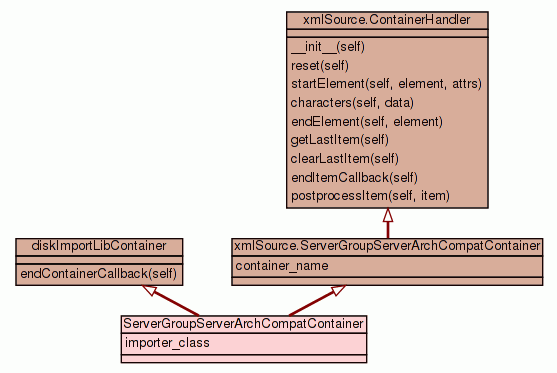 xmlSource.ContainerHandler
__init__(self)
reset(self)
startElement(self, element, attrs)
characters(self, data)
endElement(self, element)
getLastItem(self)
clearLastItem(self)
endItemCallback(self)
postprocessItem(self, item)
diskImportLibContainer
endContainerCallback(self)
xmlSource.ServerGroupServerArchCompatContainer
container_name
ServerGroupServerArchCompatContainer
importer_class